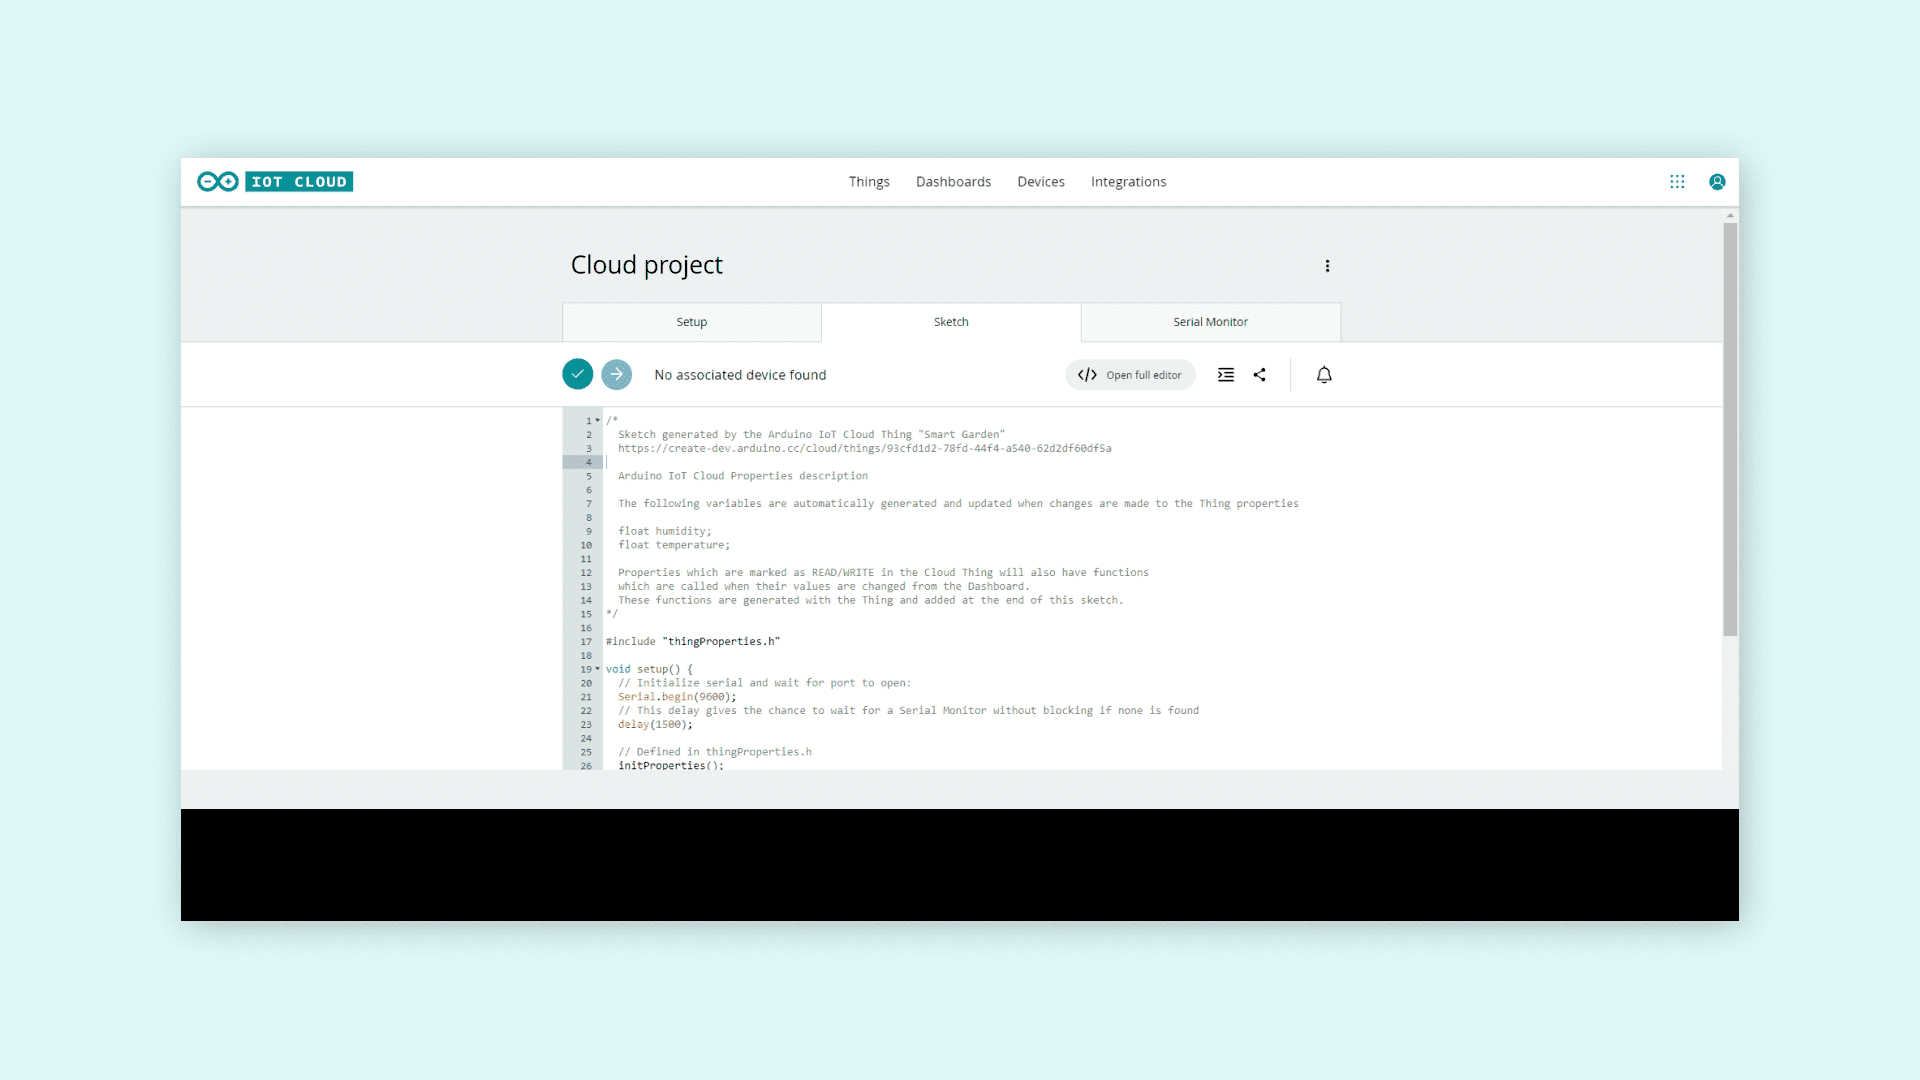 IOT CLOUD
Things Dashboards Devices Integrations
Cloud project
Setup Sketch Serial Monitor
No associated device found
</> Open full editor
1 /*
2 Sketch generated by the Arduino IoT Cloud Thing "Smart Garden"
3 https://create-dev.arduino.cc/cloud/things/93cfd1d2-78fd-44f4-a540-62d2df60df5a
4
5 Arduino IoT Cloud Properties description
6
7 The following variables are automatically generated and updated when changes are made to the Thing properties
8
9 float humidity;
10 float temperature;
11
12 Properties which are marked as READ/WRITE in the Cloud Thing will also have functions
13 which are called when their values are changed from the Dashboard.
14 These functions are generated with the Thing and added at the end of this sketch.
15 */
16
17 #include "thingProperties.h"
18
19 void setup() {
20 // Initialize serial and wait for port to open:
21 Serial.begin(9600);
22 // This delay gives the chance to wait for a Serial Monitor without blocking if none is found
23 delay(1500);
24
25 // Defined in thingProperties.h
26 initProperties();